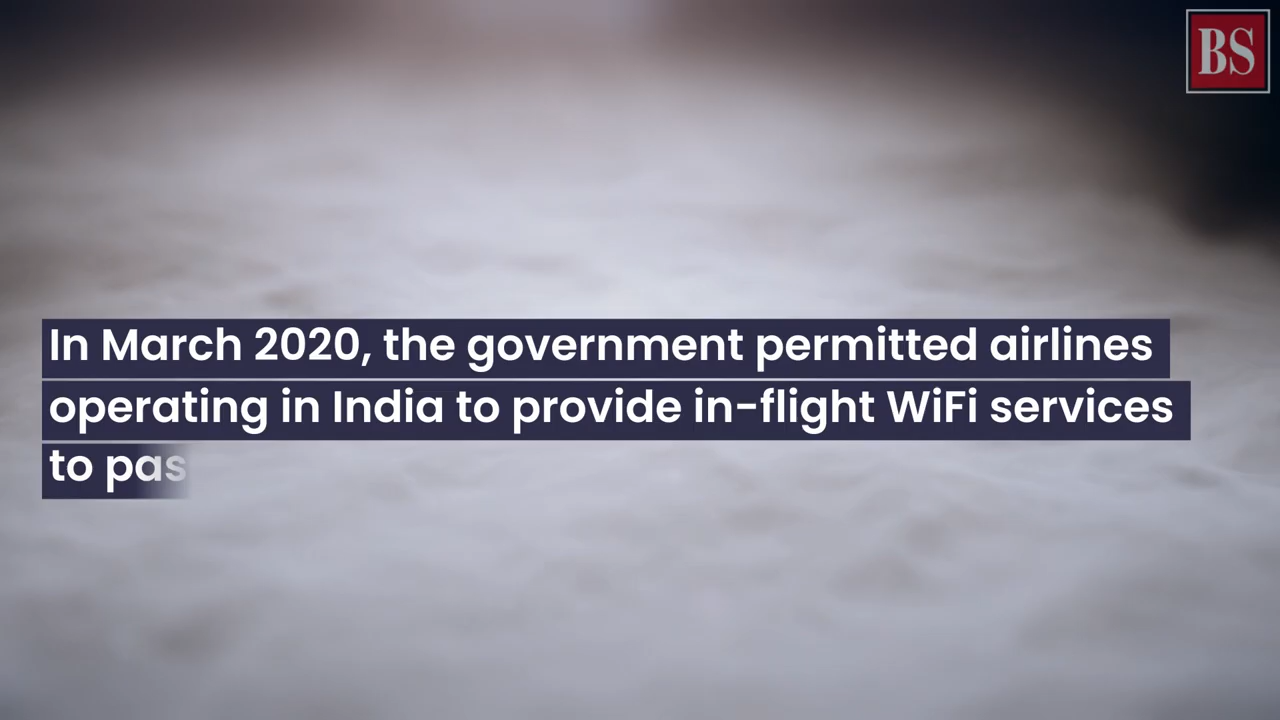 BS
In March 2020, the government permitted airlines
operating in India to provide in-flight WiFi services
to pas